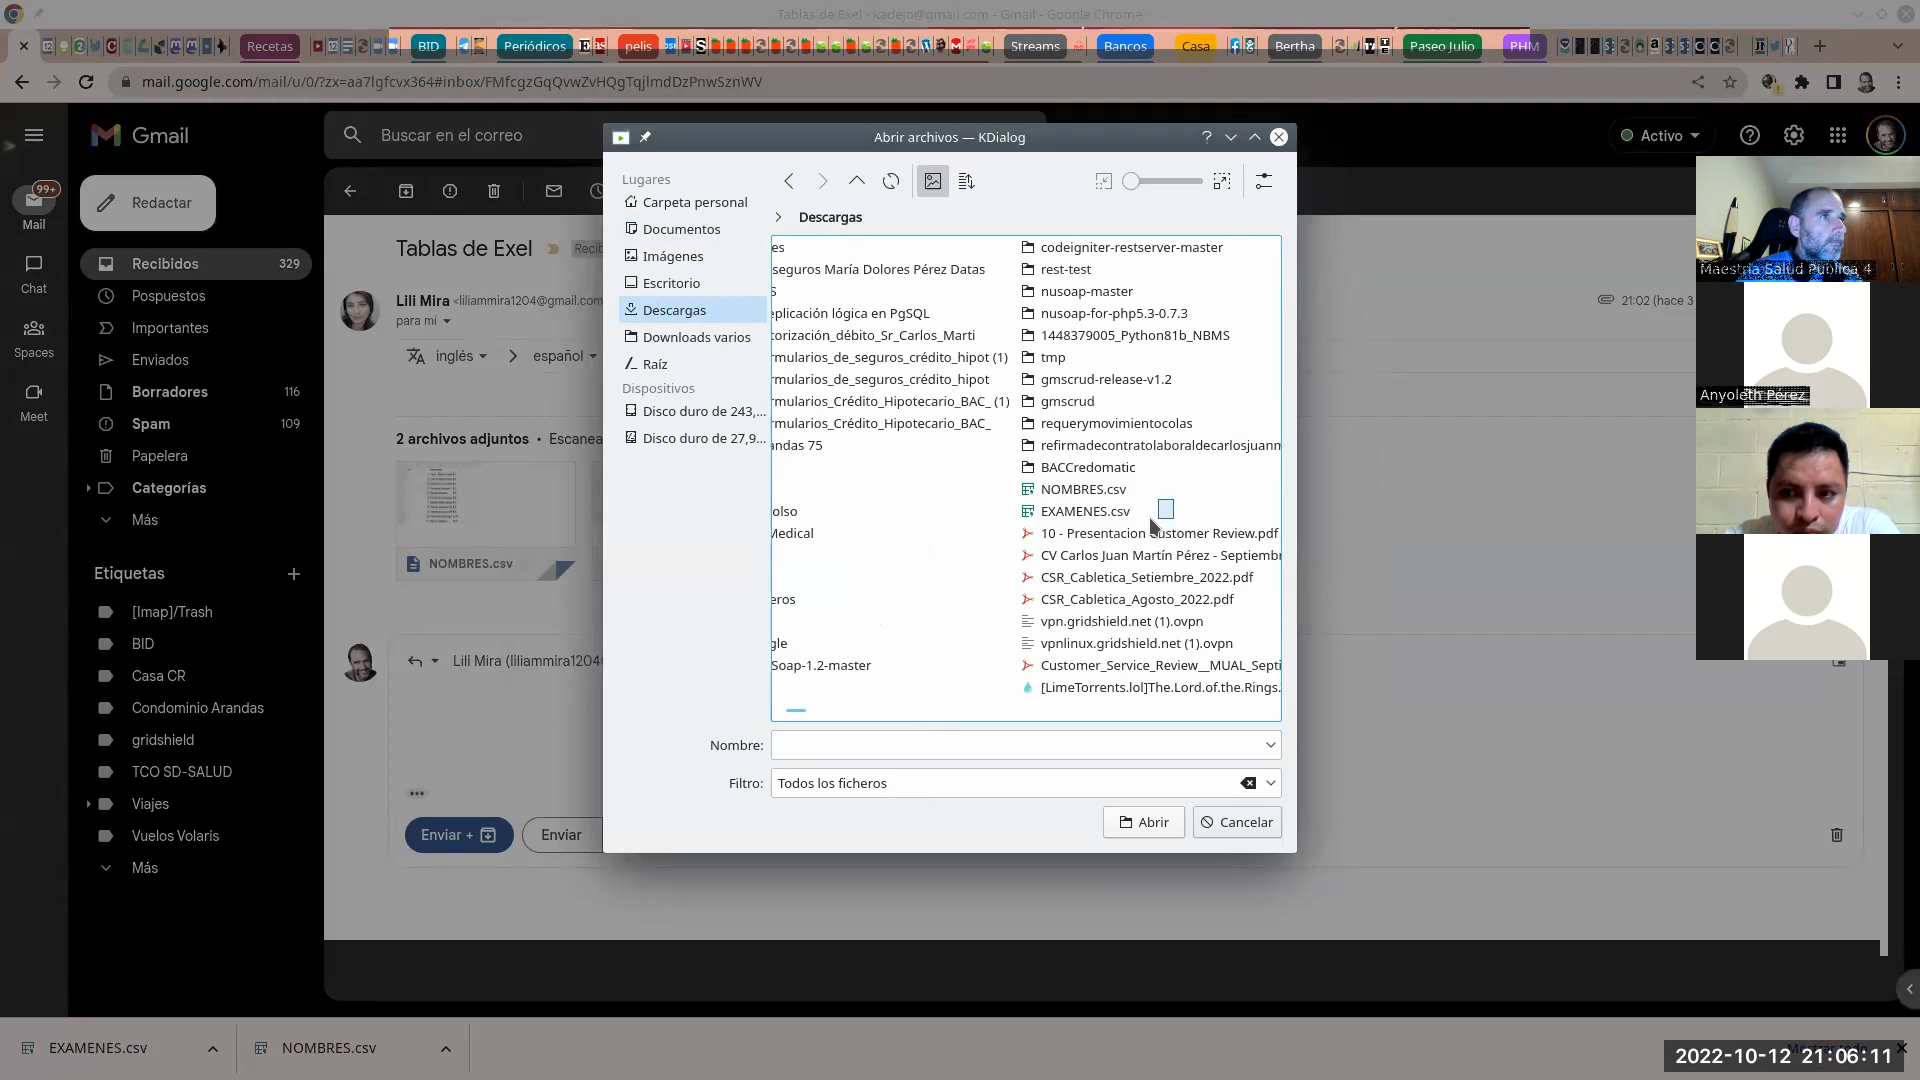 Tablas de Exel - kadejo@gmail.com - Gmail - Google Chrome
Recetas
BID
Periódicos
pelis
Streams
Bancos
Casa
Bertha
Paseo Julio
PHM
mail.google.com/mail/u/0/?zx=aa7lgfcvx364#inbox/FMfcgzGqQvwZvHQgTqjlmdDzPnwSznWV
Gmail
Buscar en el correo
Activo
99+
Mail
Chat
Spaces
Meet
Redactar
Recibidos 329
Pospuestos
Importantes
Enviados
Borradores 116
Spam 109
Papelera
Categorías
Más
Etiquetas
[Imap]/Trash
BID
Casa CR
Condominio Arandas
gridshield
TCO SD-SALUD
Viajes
Vuelos Volaris
Más
Tablas de Exel
Lili Mira <liliammira1204@gmail.com
para mí
21:02 (hace 3
inglés
español
2 archivos adjuntos • Escanea
NOMBRES.csv
Lili Mira (liliammira1204
Enviar +
Enviar
Abrir archivos — KDialog
Lugares
Carpeta personal
Documentos
Imágenes
Escritorio
Descargas
Downloads varios
Raíz
Dispositivos
Disco duro de 243,...
Disco duro de 27,9...
Descargas
es
seguros María Dolores Pérez Datas
S
eplicación lógica en PgSQL
torización_débito_Sr_Carlos_Marti
rmularios_de_seguros_crédito_hipot (1)
rmularios_de_seguros_crédito_hipot
rmularios_Crédito_Hipotecario_BAC_ (1)
rmularios_Crédito_Hipotecario_BAC_
andas 75
olso
Medical
eros
gle
Soap-1.2-master
codeigniter-restserver-master
rest-test
nusoap-master
nusoap-for-php5.3-0.7.3
1448379005_Python81b_NBMS
tmp
gmscrud-release-v1.2
gmscrud
requerymovimientocolas
refirmadecontratolaboraldecarlosjuanm
BACCredomatic
NOMBRES.csv
EXAMENES.csv
10 - Presentacion Customer Review.pdf
CV Carlos Juan Martín Pérez - Septiembr
CSR_Cabletica_Setiembre_2022.pdf
CSR_Cabletica_Agosto_2022.pdf
vpn.gridshield.net (1).ovpn
vpnlinux.gridshield.net (1).ovpn
Customer_Service_Review__MUAL_Septi
[LimeTorrents.lol]The.Lord.of.the.Rings.
Nombre:
Filtro: Todos los ficheros
Abrir
Cancelar
Maestria Salud Publica 4
Anyoleth Pérez
EXAMENES.csv
NOMBRES.csv
2022-10-12 21:06:11